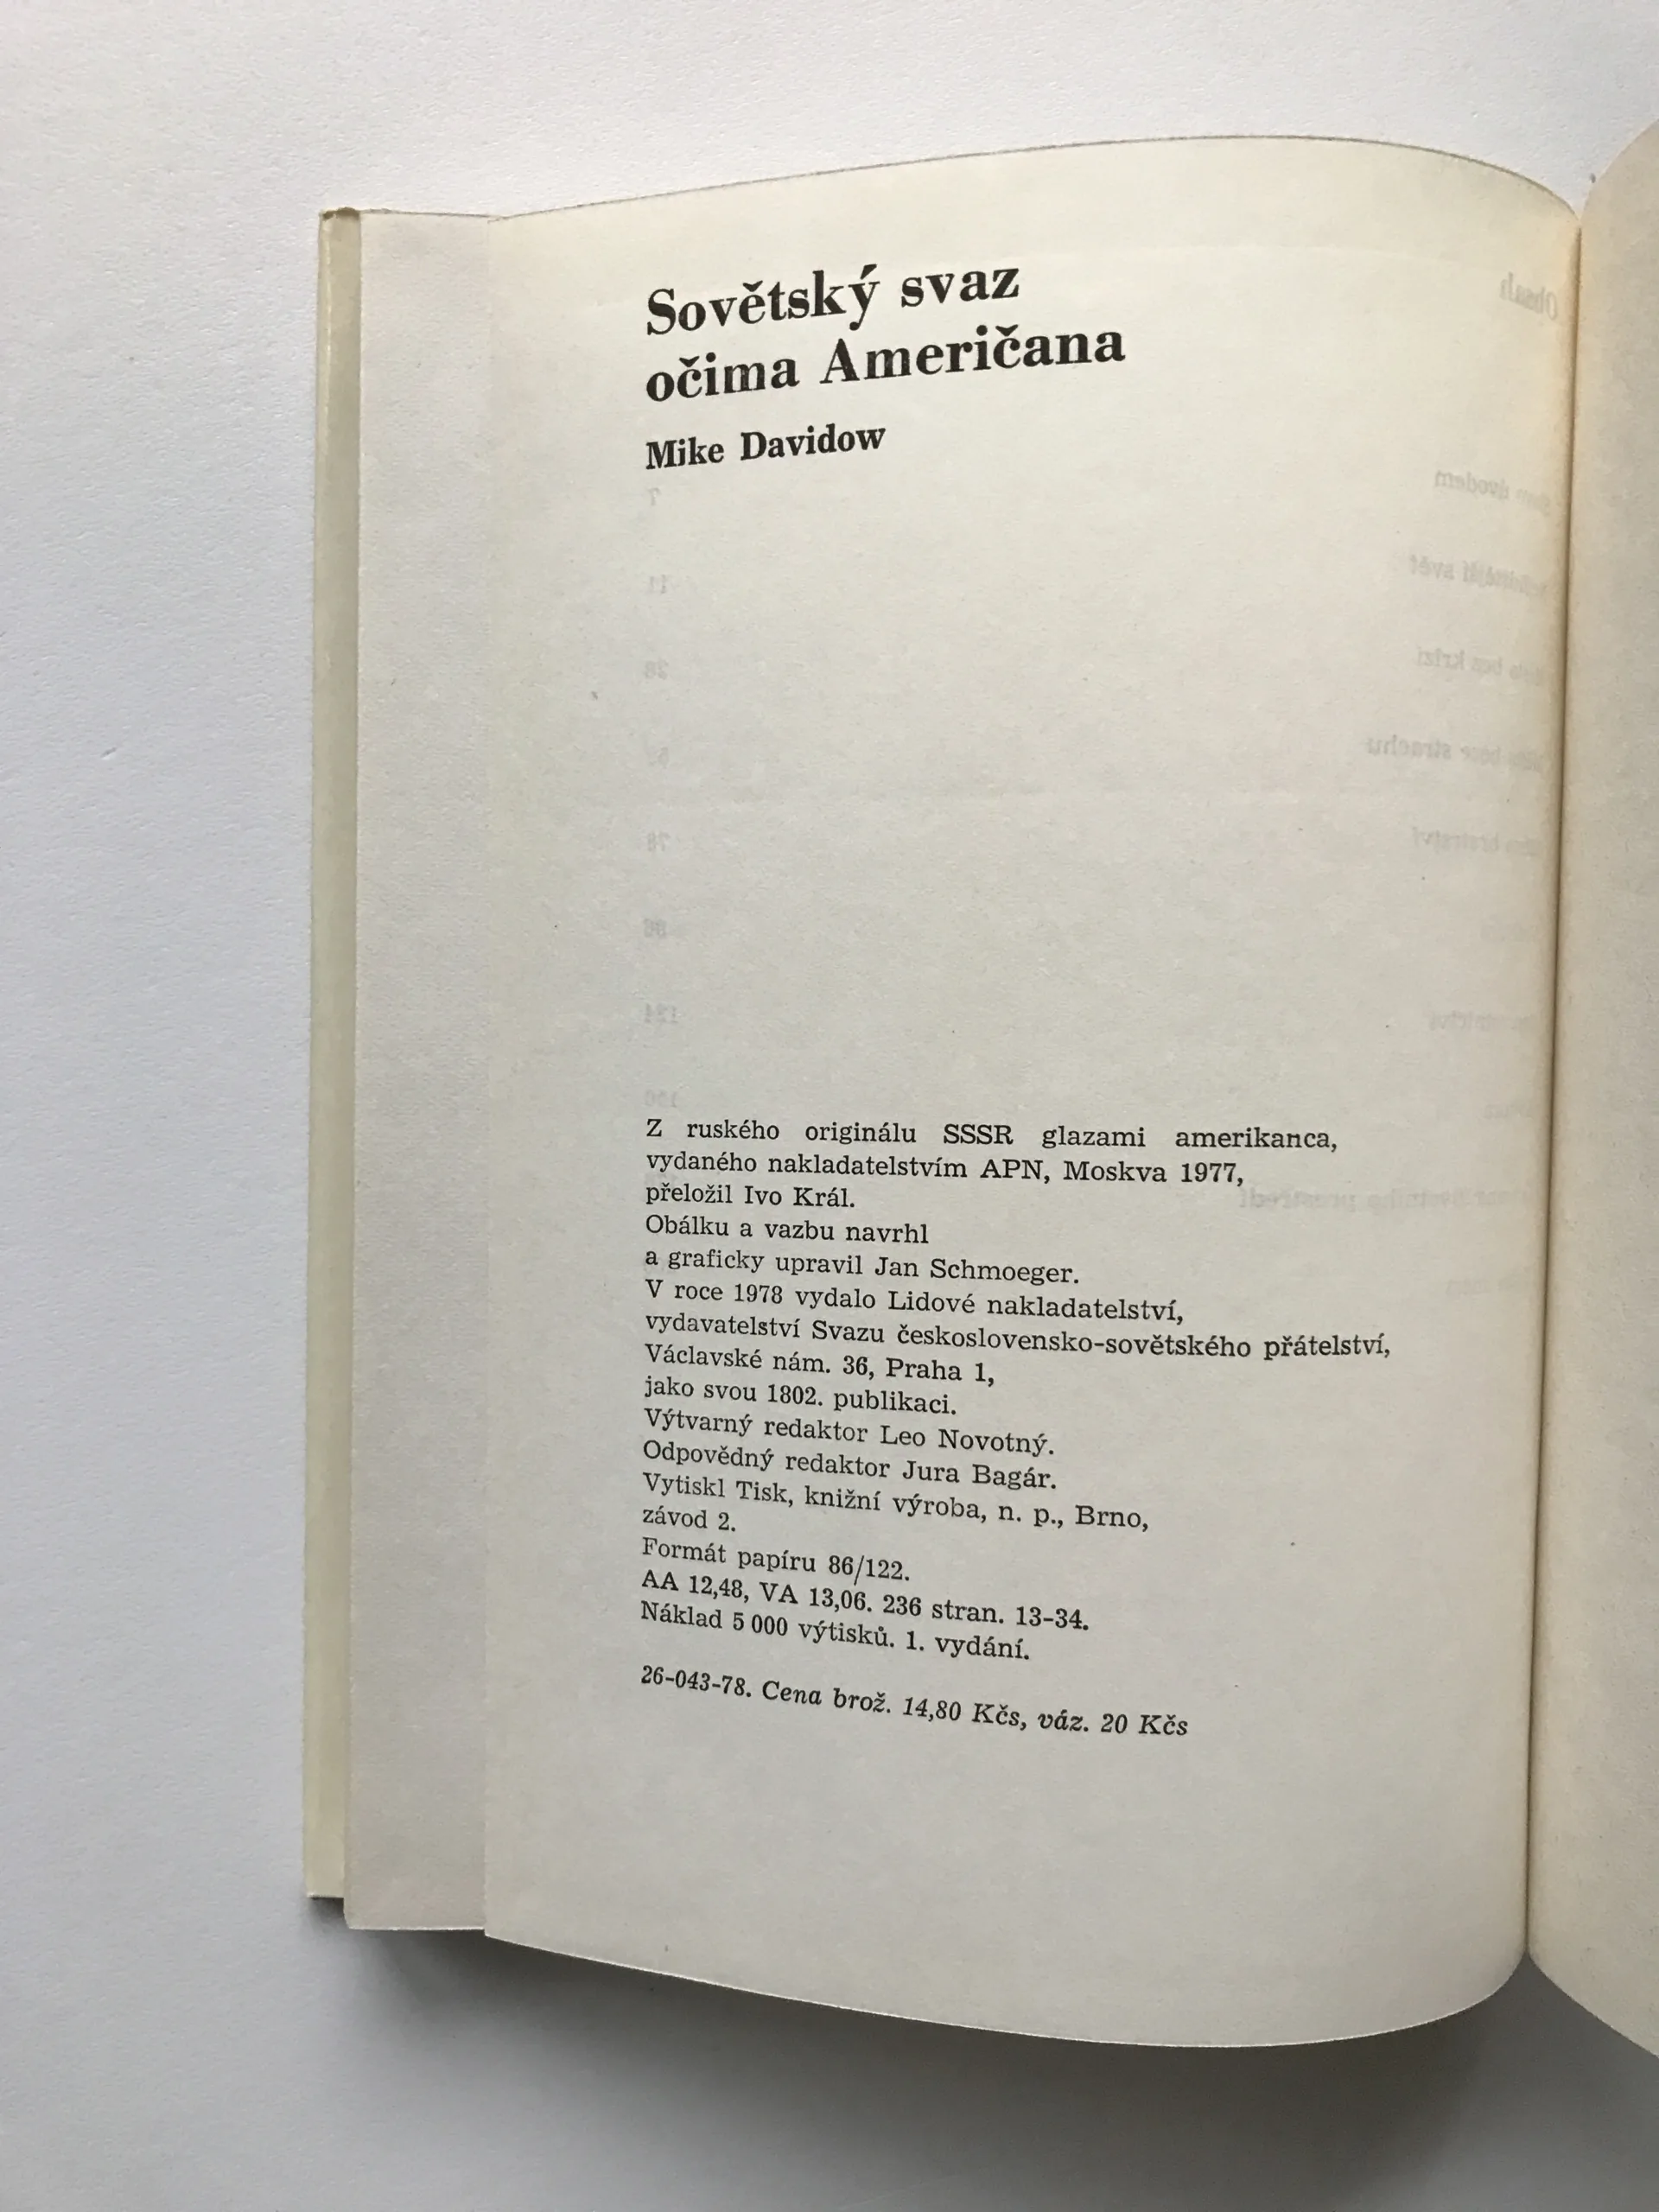 Sovětský svaz
očima Američana
Mike Davidow
Z ruského originálu SSSR glazami amerikanca,
vydaného nakladatelstvím APN, Moskva 1977,
přeložil Ivo Král.
Obálku a vazbu navrhl
a graficky upravil Jan Schmoeger.
V roce 1978 vydalo Lidové nakladatelství,
vydavatelství Svazu československo-sovětského přátelství,
Václavské nám. 36, Praha 1,
jako svou 1802. publikaci.
Výtvarný redaktor Leo Novotný.
Odpovědný redaktor Jura Bagár.
Vytiskl Tisk, knižní výroba, n. p., Brno,
závod 2.
Formát papíru 86/122.
AA 12,48, VA 13,06. 236 stran. 13-34.
Náklad 5 000 výtisků. 1. vydání.
26-043-78. Cena brož. 14,80 Kčs, váz. 20 Kčs